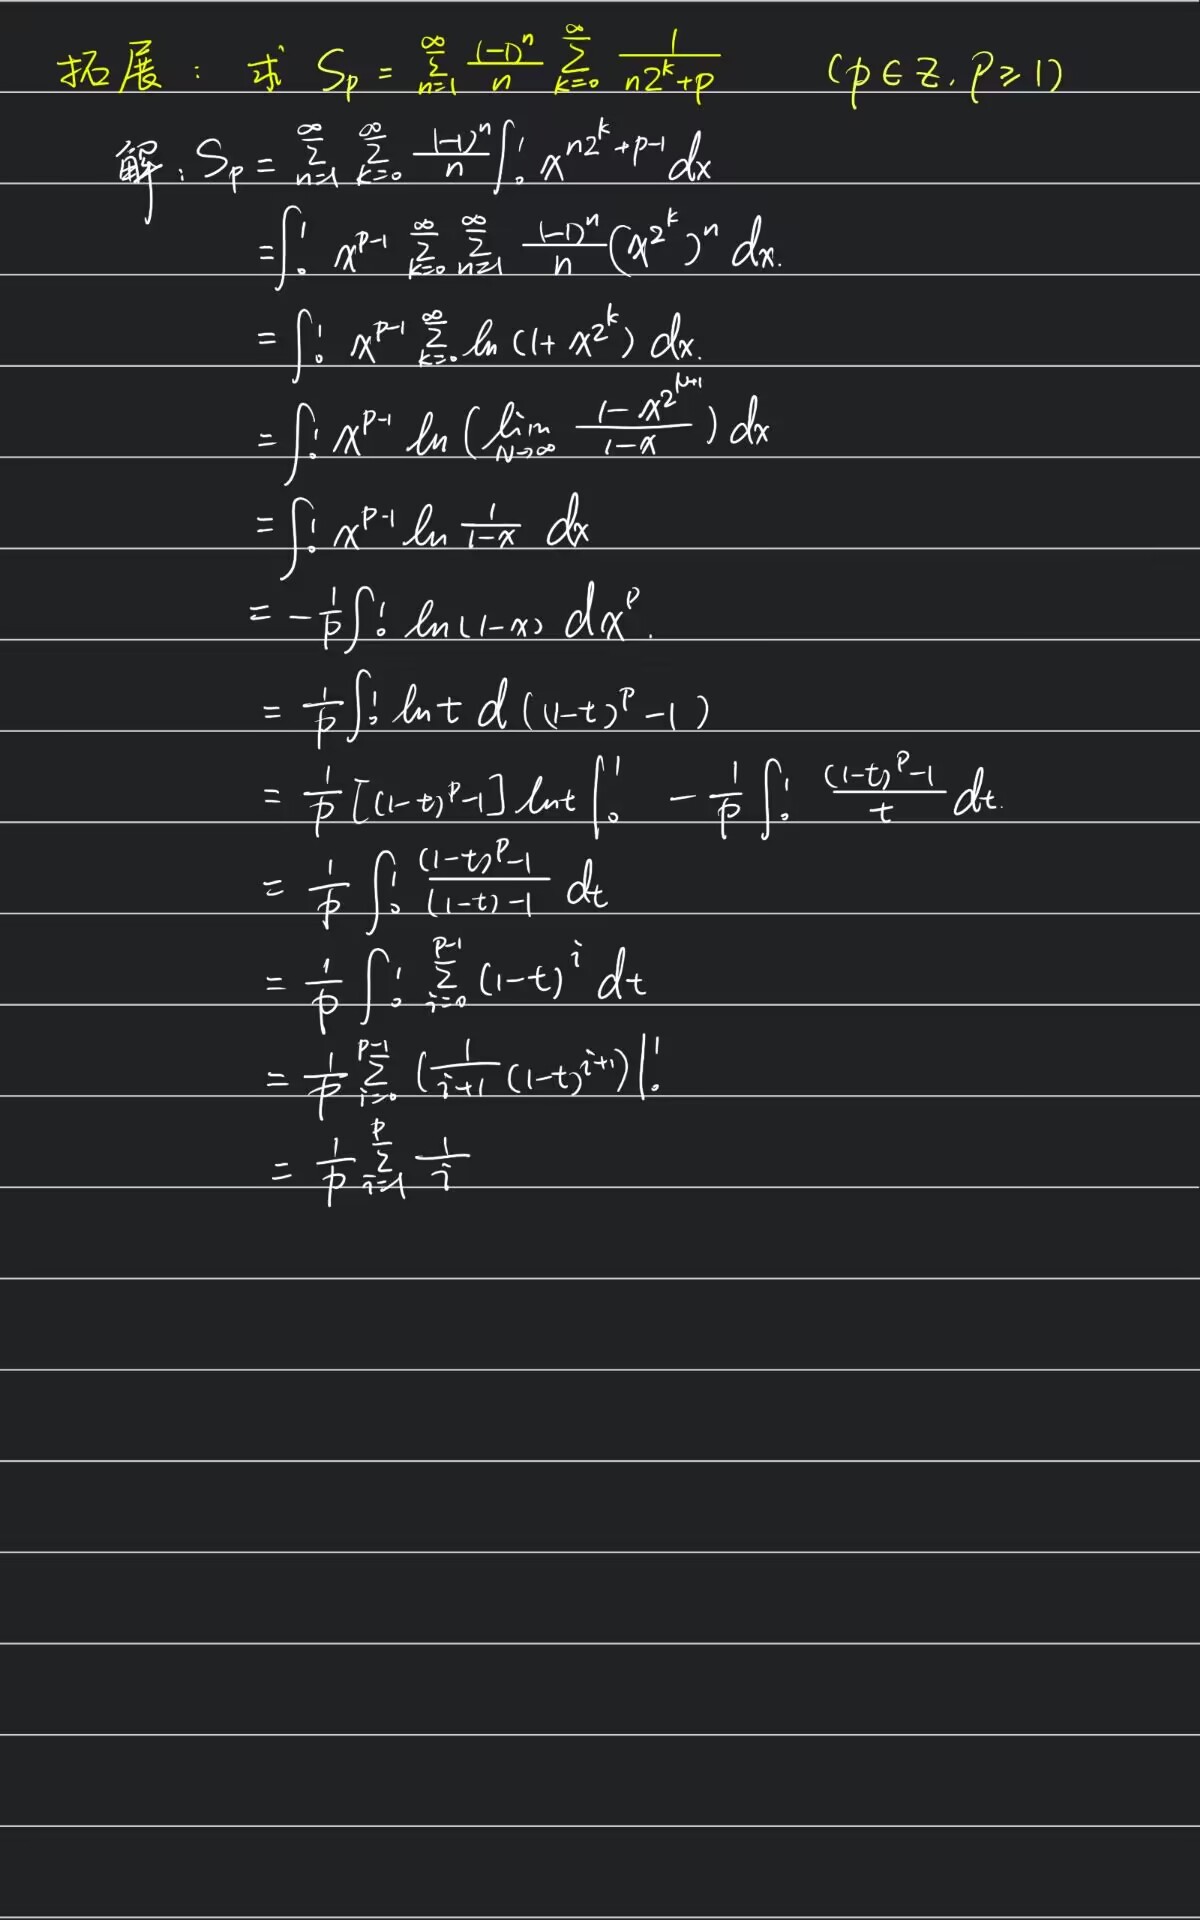 拓展: 求 $S_p = \sum_{n=1}^{\infty} \frac{(-1)^n}{n} \sum_{k=0}^{\infty} \frac{1}{n2^k+p}$ $(p \in Z, p \geqslant 1)$
解: $S_p = \sum_{n=1}^{\infty} \sum_{k=0}^{\infty} \frac{(-1)^n}{n} \int_0^1 x^{n2^k+p-1} dx$
$= \int_0^1 x^{p-1} \sum_{k=0}^{\infty} \sum_{n=1}^{\infty} \frac{(-1)^n}{n} (x^{2^k})^n dx.$
$= \int_0^1 x^{p-1} \sum_{k=0}^{\infty} \ln (1+x^{2^k}) dx.$
$= \int_0^1 x^{p-1} \ln (\lim_{N \to \infty} \frac{1-x^{2^{N+1}}}{1-x}) dx$
$= \int_0^1 x^{p-1} \ln \frac{1}{1-x} dx$
$= -\frac{1}{p} \int_0^1 \ln(1-x) dx^p.$
$= \frac{1}{p} \int_0^1 \ln t d((1-t)^p-1)$
$= \frac{1}{p} [(1-t)^p-1] \ln t |_0^1 - \frac{1}{p} \int_0^1 \frac{(1-t)^p-1}{t} dt.$
$= \frac{1}{p} \int_0^1 \frac{(1-t)^p-1}{(1-t)-1} dt$
$= \frac{1}{p} \int_0^1 \sum_{i=0}^{p-1} (1-t)^i dt$
$= \frac{1}{p} \sum_{i=0}^{p-1} (\frac{1}{i+1} (1-t)^{i+1}) |_0^1$
$= \frac{1}{p} \sum_{i=1}^{p} \frac{1}{i}$